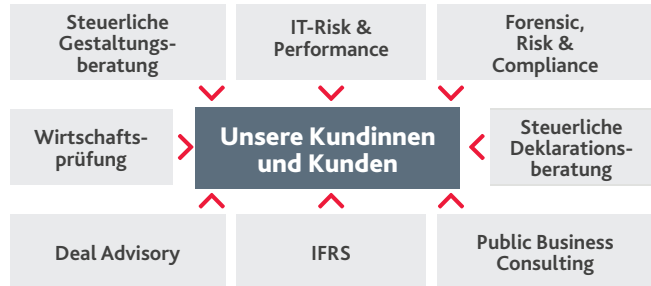 Steuerliche
Gestaltungs-
beratung
IT-Risk &
Performance
Forensic,
Risk &
Compliance
Wirtschafts-
prüfung
Unsere Kundinnen
und Kunden
Steuerliche
Deklarations-
beratung
Deal Advisory
IFRS
Public Business
Consulting